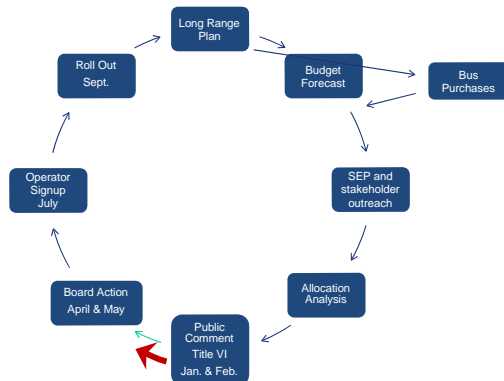 Long Range
Plan
Budget
Forecast
Bus
Purchases
SEP and
stakeholder
outreach
Allocation
Analysis
Public
Comment
Title VI
Jan. & Feb.
Board Action
April & May
Operator
Signup
July
Roll Out
Sept.